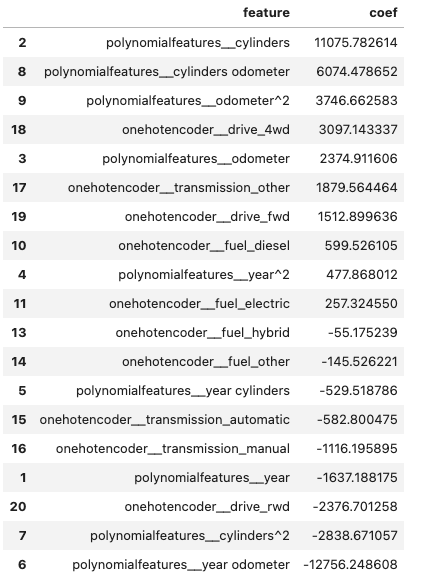 feature coef
2 polynomialfeatures__cylinders 11075.782614
8 polynomialfeatures__cylinders odometer 6074.478652
9 polynomialfeatures__odometer^2 3746.662583
18 onehotencoder__drive_4wd 3097.143337
3 polynomialfeatures__odometer 2374.911606
17 onehotencoder__transmission_other 1879.564464
19 onehotencoder__drive_fwd 1512.899636
10 onehotencoder__fuel_diesel 599.526105
4 polynomialfeatures__year^2 477.868012
11 onehotencoder__fuel_electric 257.324550
13 onehotencoder__fuel_hybrid -55.175239
14 onehotencoder__fuel_other -145.526221
5 polynomialfeatures__year cylinders -529.518786
15 onehotencoder__transmission_automatic -582.800475
16 onehotencoder__transmission_manual -1116.195895
1 polynomialfeatures__year -1637.188175
20 onehotencoder__drive_rwd -2376.701258
7 polynomialfeatures__cylinders^2 -2838.671057
6 polynomialfeatures__year odometer -12756.248608